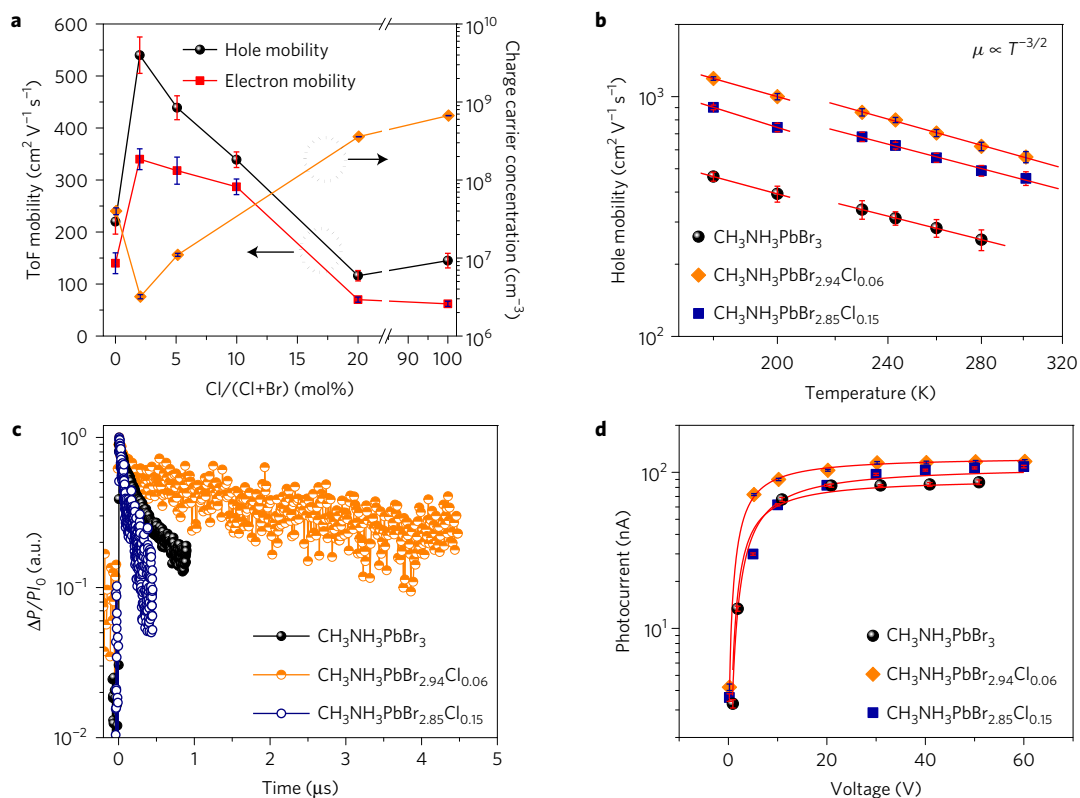 a
600
500
400
300
200
100
0
ToF mobility (cm² V⁻¹ s⁻¹)
0
5
10
15
20
90
100
Cl/(Cl+Br) (mol%)
Hole mobility
Electron mobility
10¹⁰
10⁹
10⁸
10⁷
10⁶
Charge carrier concentration (cm⁻³)
b
μ ∝ T⁻³/²
10³
10²
Hole mobility (cm² V⁻¹ s⁻¹)
CH₃NH₃PbBr₃
CH₃NH₃PbBr₂.₉₄Cl₀.₀₆
CH₃NH₃PbBr₂.₈₅Cl₀.₁₅
200
240
280
320
Temperature (K)
c
10⁰
10⁻¹
10⁻²
ΔP/PI₀ (a.u.)
CH₃NH₃PbBr₃
CH₃NH₃PbBr₂.₉₄Cl₀.₀₆
CH₃NH₃PbBr₂.₈₅Cl₀.₁₅
0
1
2
3
4
5
Time (μs)
d
10²
10¹
Photocurrent (nA)
CH₃NH₃PbBr₃
CH₃NH₃PbBr₂.₉₄Cl₀.₀₆
CH₃NH₃PbBr₂.₈₅Cl₀.₁₅
0
20
40
60
Voltage (V)